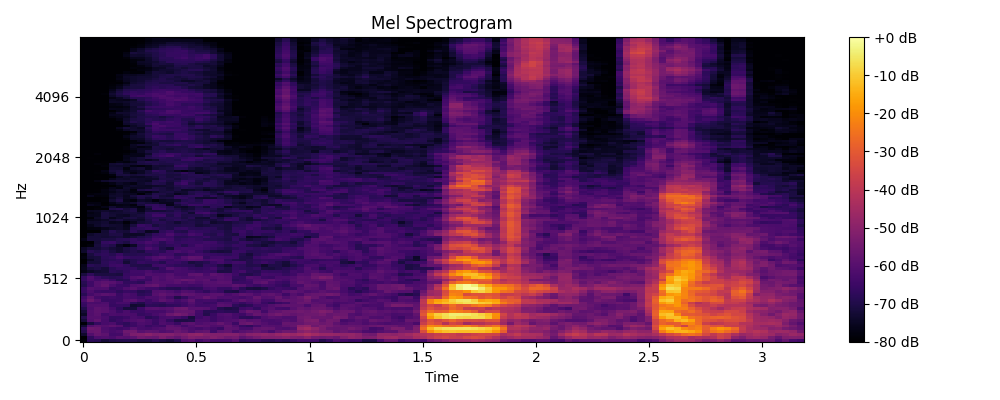 Mel Spectrogram
Hz
4096
2048
1024
512
0
0 0.5 1 1.5 2 2.5 3
Time
+0 dB
-10 dB
-20 dB
-30 dB
-40 dB
-50 dB
-60 dB
-70 dB
-80 dB